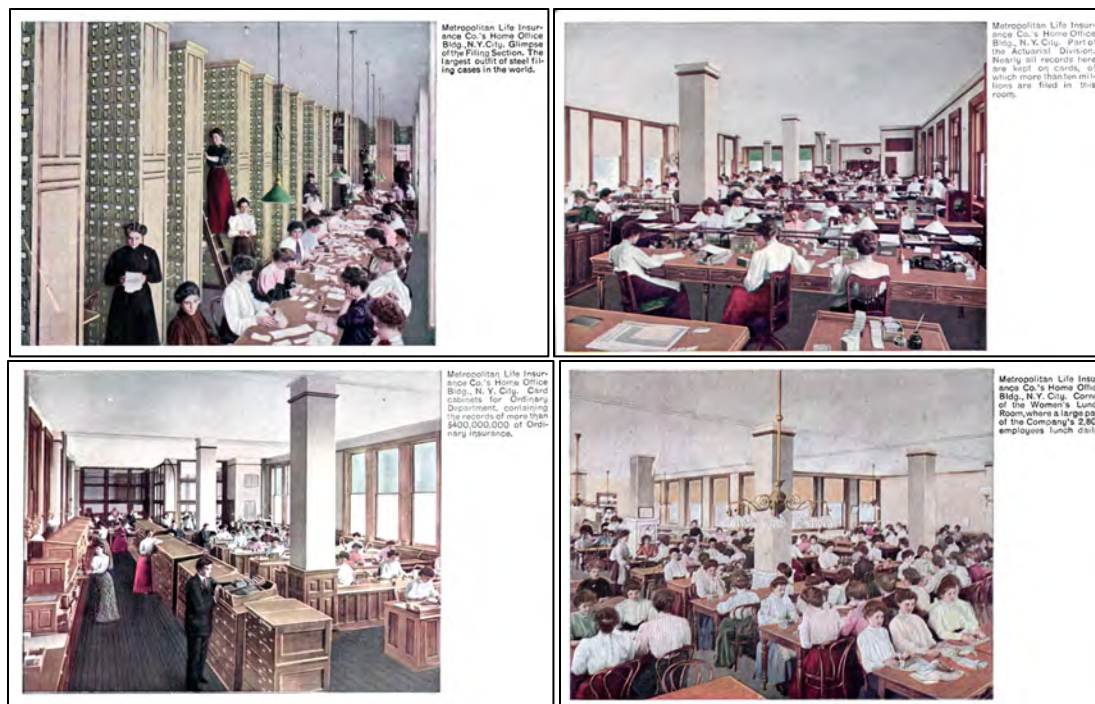 Metropolitan Life Insur-
ance Co.'s Home Office
Bldg., N.Y.City. Glimpse
of the Filing Section. The
largest outfit of steel fil-
ing cases in the world.
Metropolitan Life Insur-
ance Co.'s Home Office
Bldg., N. Y. City. Part of
the Actuarial Division.
Nearly all records here
are kept on cards, of
which more than ten mil-
lions are filed in this
room.
Metropolitan Life Insur-
ance Co.'s Home Office
Bldg., N. Y. City. Card
cabinets for Ordinary
Department, containing
the records of more than
$400,000,000 of Ordi-
nary insurance.
Metropolitan Life Insu
ance Co.'s Home Office
Bldg., N. Y. City. Corne
of the Women's Lunc
Room, where a large pa
of the Company's 2,80
employees lunch dail